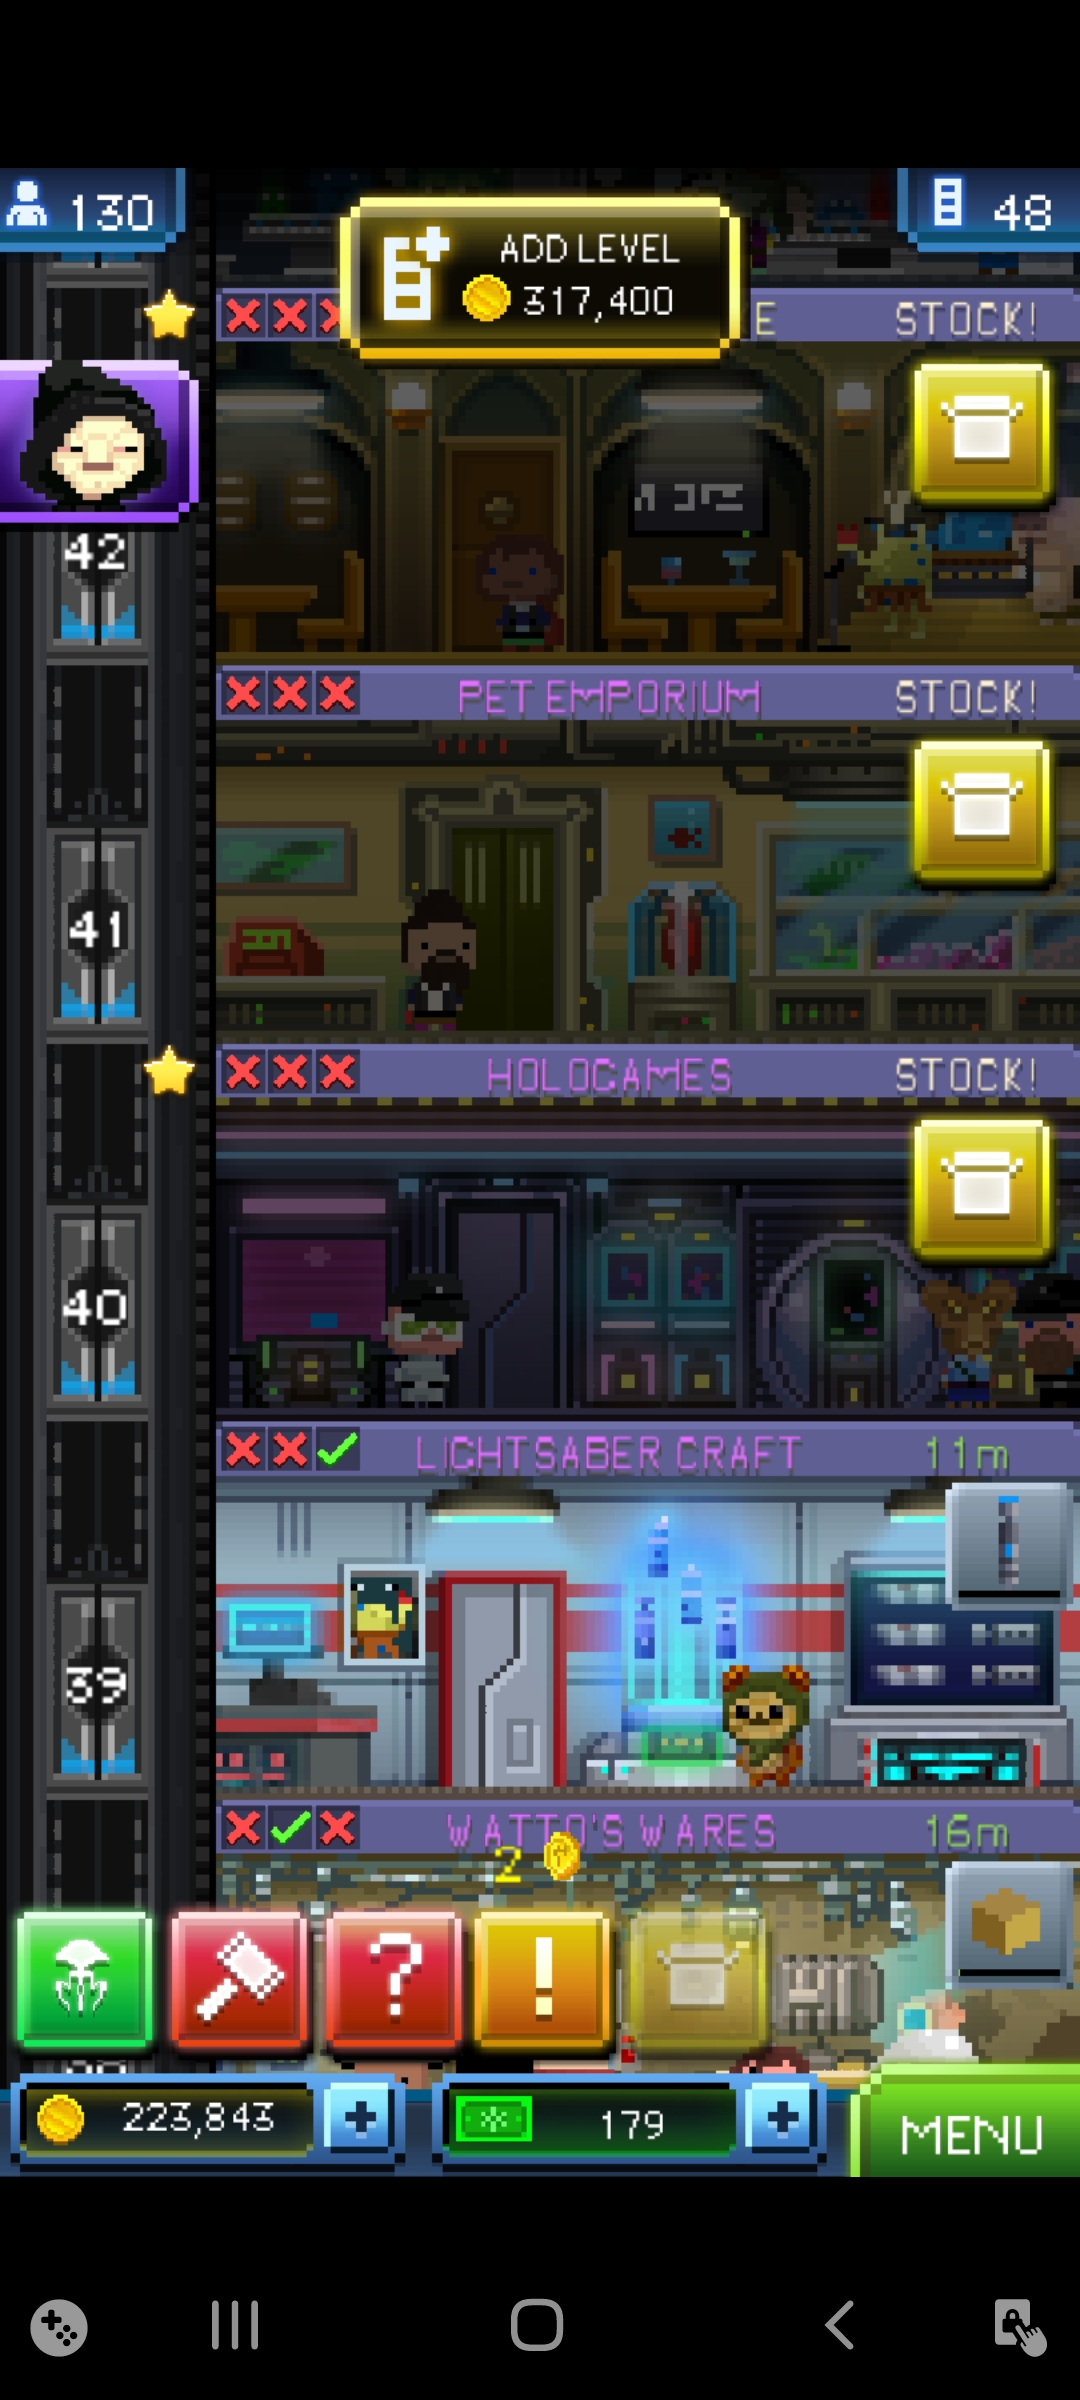 130
48
ADD LEVEL
317,400
E STOCK!
42
PET EMPORIUM STOCK!
41
HOLOGAMES STOCK!
40
LIGHTSABER CRAFT 11m
39
WATTO'S WARES 16m
2
?
!
223,843
179
MENU